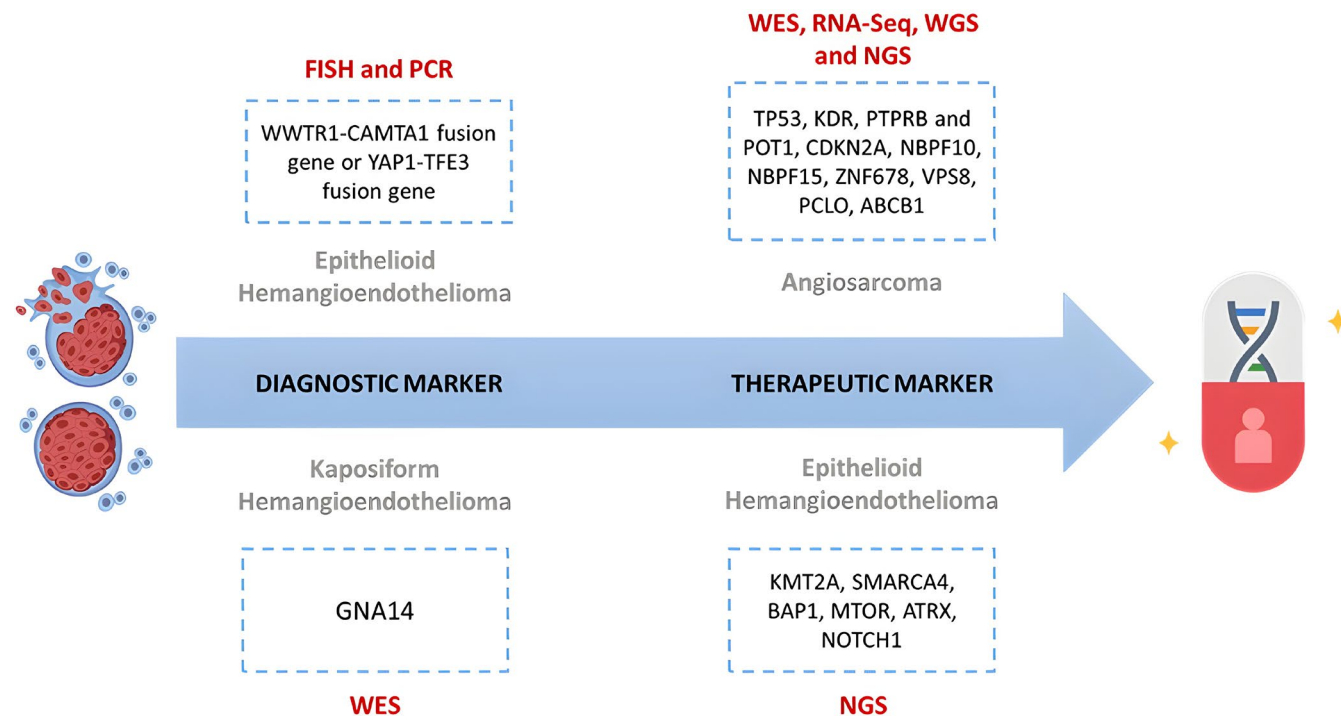 FISH and PCR
WWTR1-CAMTA1 fusion
gene or YAP1-TFE3
fusion gene
Epithelioid
Hemangioendothelioma
WES, RNA-Seq, WGS
and NGS
TP53, KDR, PTPRB and
POT1, CDKN2A, NBPF10,
NBPF15, ZNF678, VPS8,
PCLO, ABCB1
Angiosarcoma
DIAGNOSTIC MARKER
THERAPEUTIC MARKER
Kaposiform
Hemangioendothelioma
GNA14
WES
Epithelioid
Hemangioendothelioma
KMT2A, SMARCA4,
BAP1, MTOR, ATRX,
NOTCH1
NGS